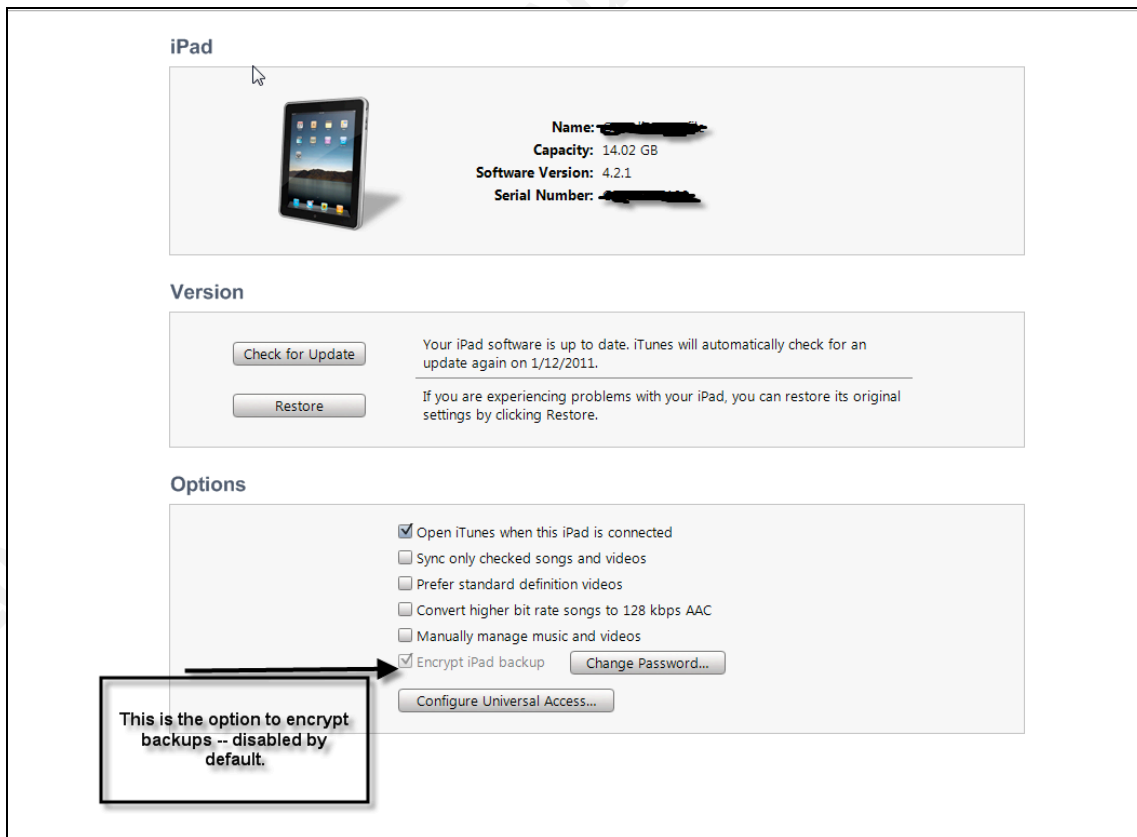 iPad
Name:
Capacity: 14.02 GB
Software Version: 4.2.1
Serial Number:
Version
Check for Update
Your iPad software is up to date. iTunes will automatically check for an
update again on 1/12/2011.
Restore
If you are experiencing problems with your iPad, you can restore its original
settings by clicking Restore.
Options
Open iTunes when this iPad is connected
Sync only checked songs and videos
Prefer standard definition videos
Convert higher bit rate songs to 128 kbps AAC
Manually manage music and videos
Encrypt iPad backup Change Password...
Configure Universal Access...
This is the option to encrypt
backups -- disabled by
default.